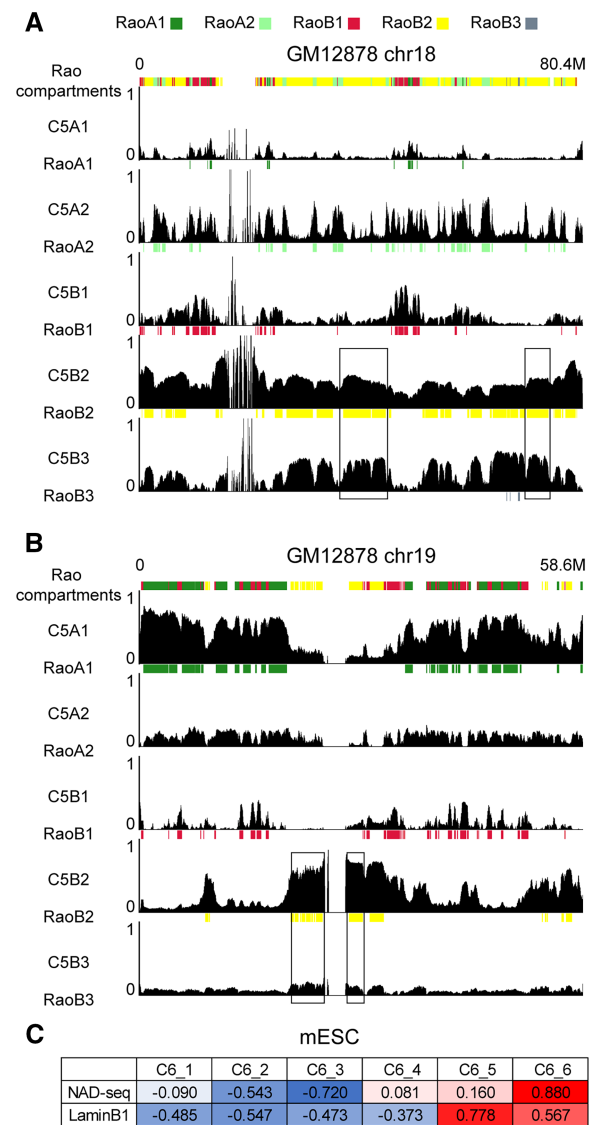 A
RaoA1 RaoA2 RaoB1 RaoB2 RaoB3
GM12878 chr18
0 80.4M
Rao
compartments
1
C5A1
0
RaoA1
1
C5A2
0
RaoA2
1
C5B1
0
RaoB1
1
C5B2
0
RaoB2
1
C5B3
0
RaoB3
B
GM12878 chr19
0 58.6M
Rao
compartments
1
C5A1
0
RaoA1
1
C5A2
0
RaoA2
1
C5B1
0
RaoB1
1
C5B2
0
RaoB2
1
C5B3
0
RaoB3
C
mESC
C6_1 C6_2 C6_3 C6_4 C6_5 C6_6
NAD-seq -0.090 -0.543 -0.720 0.081 0.160 0.880
LaminB1 -0.485 -0.547 -0.473 -0.373 0.778 0.567